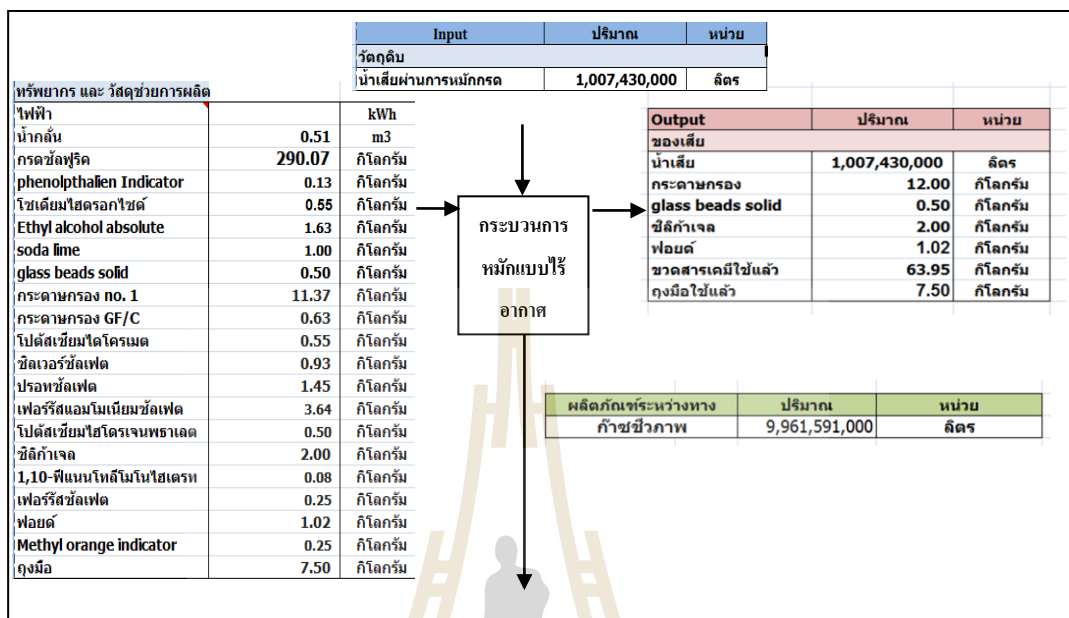 Input ปริมาณ หน่วย
วัตถุดิบ
น้ำเสียผ่านการหมักกรด 1,007,430,000 ลิตร
ทรัพยากร และ วัสดุช่วยการผลิต
ไฟฟ้า kWh
น้ำกลั่น 0.51 m3
กรดซัลฟูริค 290.07 กิโลกรัม
phenolpthalien Indicator 0.13 กิโลกรัม
โซเดียมไฮดรอกไซด์ 0.55 กิโลกรัม
Ethyl alcohol absolute 1.63 กิโลกรัม
soda lime 1.00 กิโลกรัม
glass beads solid 0.50 กิโลกรัม
กระดาษกรอง no. 1 11.37 กิโลกรัม
กระดาษกรอง GF/C 0.63 กิโลกรัม
โปตัสเซียมไดโครเมต 0.55 กิโลกรัม
ซิลเวอร์ซัลเฟต 0.93 กิโลกรัม
ปรอทซัลเฟต 1.45 กิโลกรัม
เฟอร์รัสแอมโมเนียมซัลเฟต 3.64 กิโลกรัม
โปตัสเซียมไฮโดรเจนพธาเลต 0.50 กิโลกรัม
ซิลิก้าเจล 2.00 กิโลกรัม
1,10-ฟีแนนโทลีโมโนไฮเดรท 0.08 กิโลกรัม
เฟอร์รัสซัลเฟต 0.25 กิโลกรัม
ฟอยด์ 1.02 กิโลกรัม
Methyl orange indicator 0.25 กิโลกรัม
ถุงมือ 7.50 กิโลกรัม
กระบวนการ
หมักแบบไร้
อากาศ
Output ปริมาณ หน่วย
ของเสีย
น้ำเสีย 1,007,430,000 ลิตร
กระดาษกรอง 12.00 กิโลกรัม
glass beads solid 0.50 กิโลกรัม
ซิลิก้าเจล 2.00 กิโลกรัม
ฟอยด์ 1.02 กิโลกรัม
ขวดสารเคมีใช้แล้ว 63.95 กิโลกรัม
ถุงมือใช้แล้ว 7.50 กิโลกรัม
ผลิตภัณฑ์ระหว่างทาง ปริมาณ หน่วย
ก๊าซชีวภาพ 9,961,591,000 ลิตร